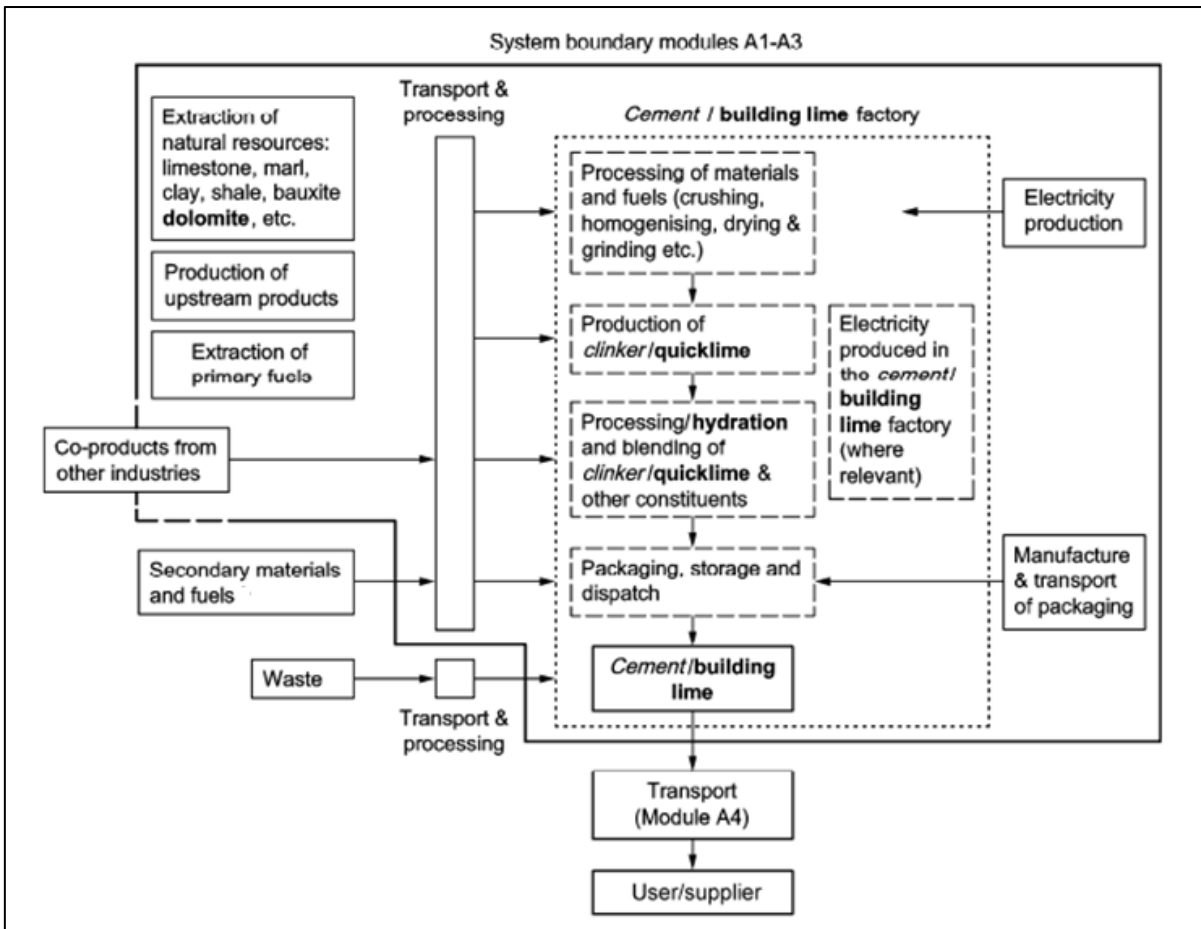 System boundary modules A1-A3
Extraction of
natural resources:
limestone, marl,
clay, shale, bauxite
dolomite, etc.
Production of
upstream products
Extraction of
primary fuels
Co-products from
other industries
Secondary materials
and fuels
Waste
Transport &
processing
Transport &
processing
Cement / building lime factory
Processing of materials
and fuels (crushing,
homogenising, drying &
grinding etc.)
Production of
clinker/quicklime
Processing/hydration
and blending of
clinker/quicklime &
other constituents
Packaging, storage and
dispatch
Cement/building
lime
Electricity
produced in
the cement/
building
lime factory
(where
relevant)
Electricity
production
Manufacture
& transport
of packaging
Transport
(Module A4)
User/supplier